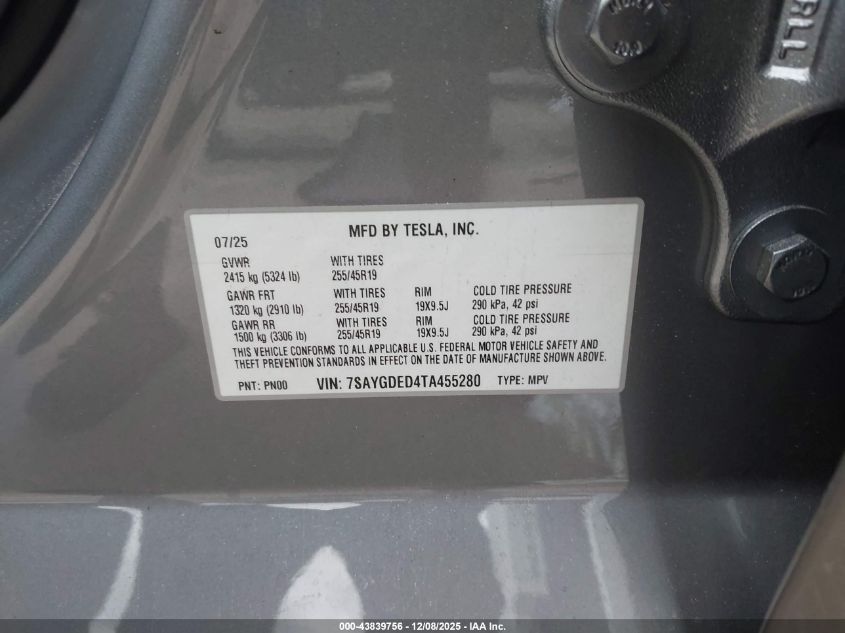 RLL
MFD BY TESLA, INC.
07/25
GVWR WITH TIRES
2415 kg (5324 lb) 255/45R19
GAWR FRT WITH TIRES RIM COLD TIRE PRESSURE
1320 kg (2910 lb) 255/45R19 19X9.5J 290 kPa, 42 psi
GAWR RR WITH TIRES RIM COLD TIRE PRESSURE
1500 kg (3306 lb) 255/45R19 19X9.5J 290 kPa, 42 psi
THIS VEHICLE CONFORMS TO ALL APPLICABLE U.S. FEDERAL MOTOR VEHICLE SAFETY AND
THEFT PREVENTION STANDARDS IN EFFECT ON THE DATE OF MANUFACTURE SHOWN ABOVE.
PNT: PN00 VIN: 7SAYGDED4TA455280 TYPE: MPV
000-43839756 - 12/08/2025 - IAA Inc.